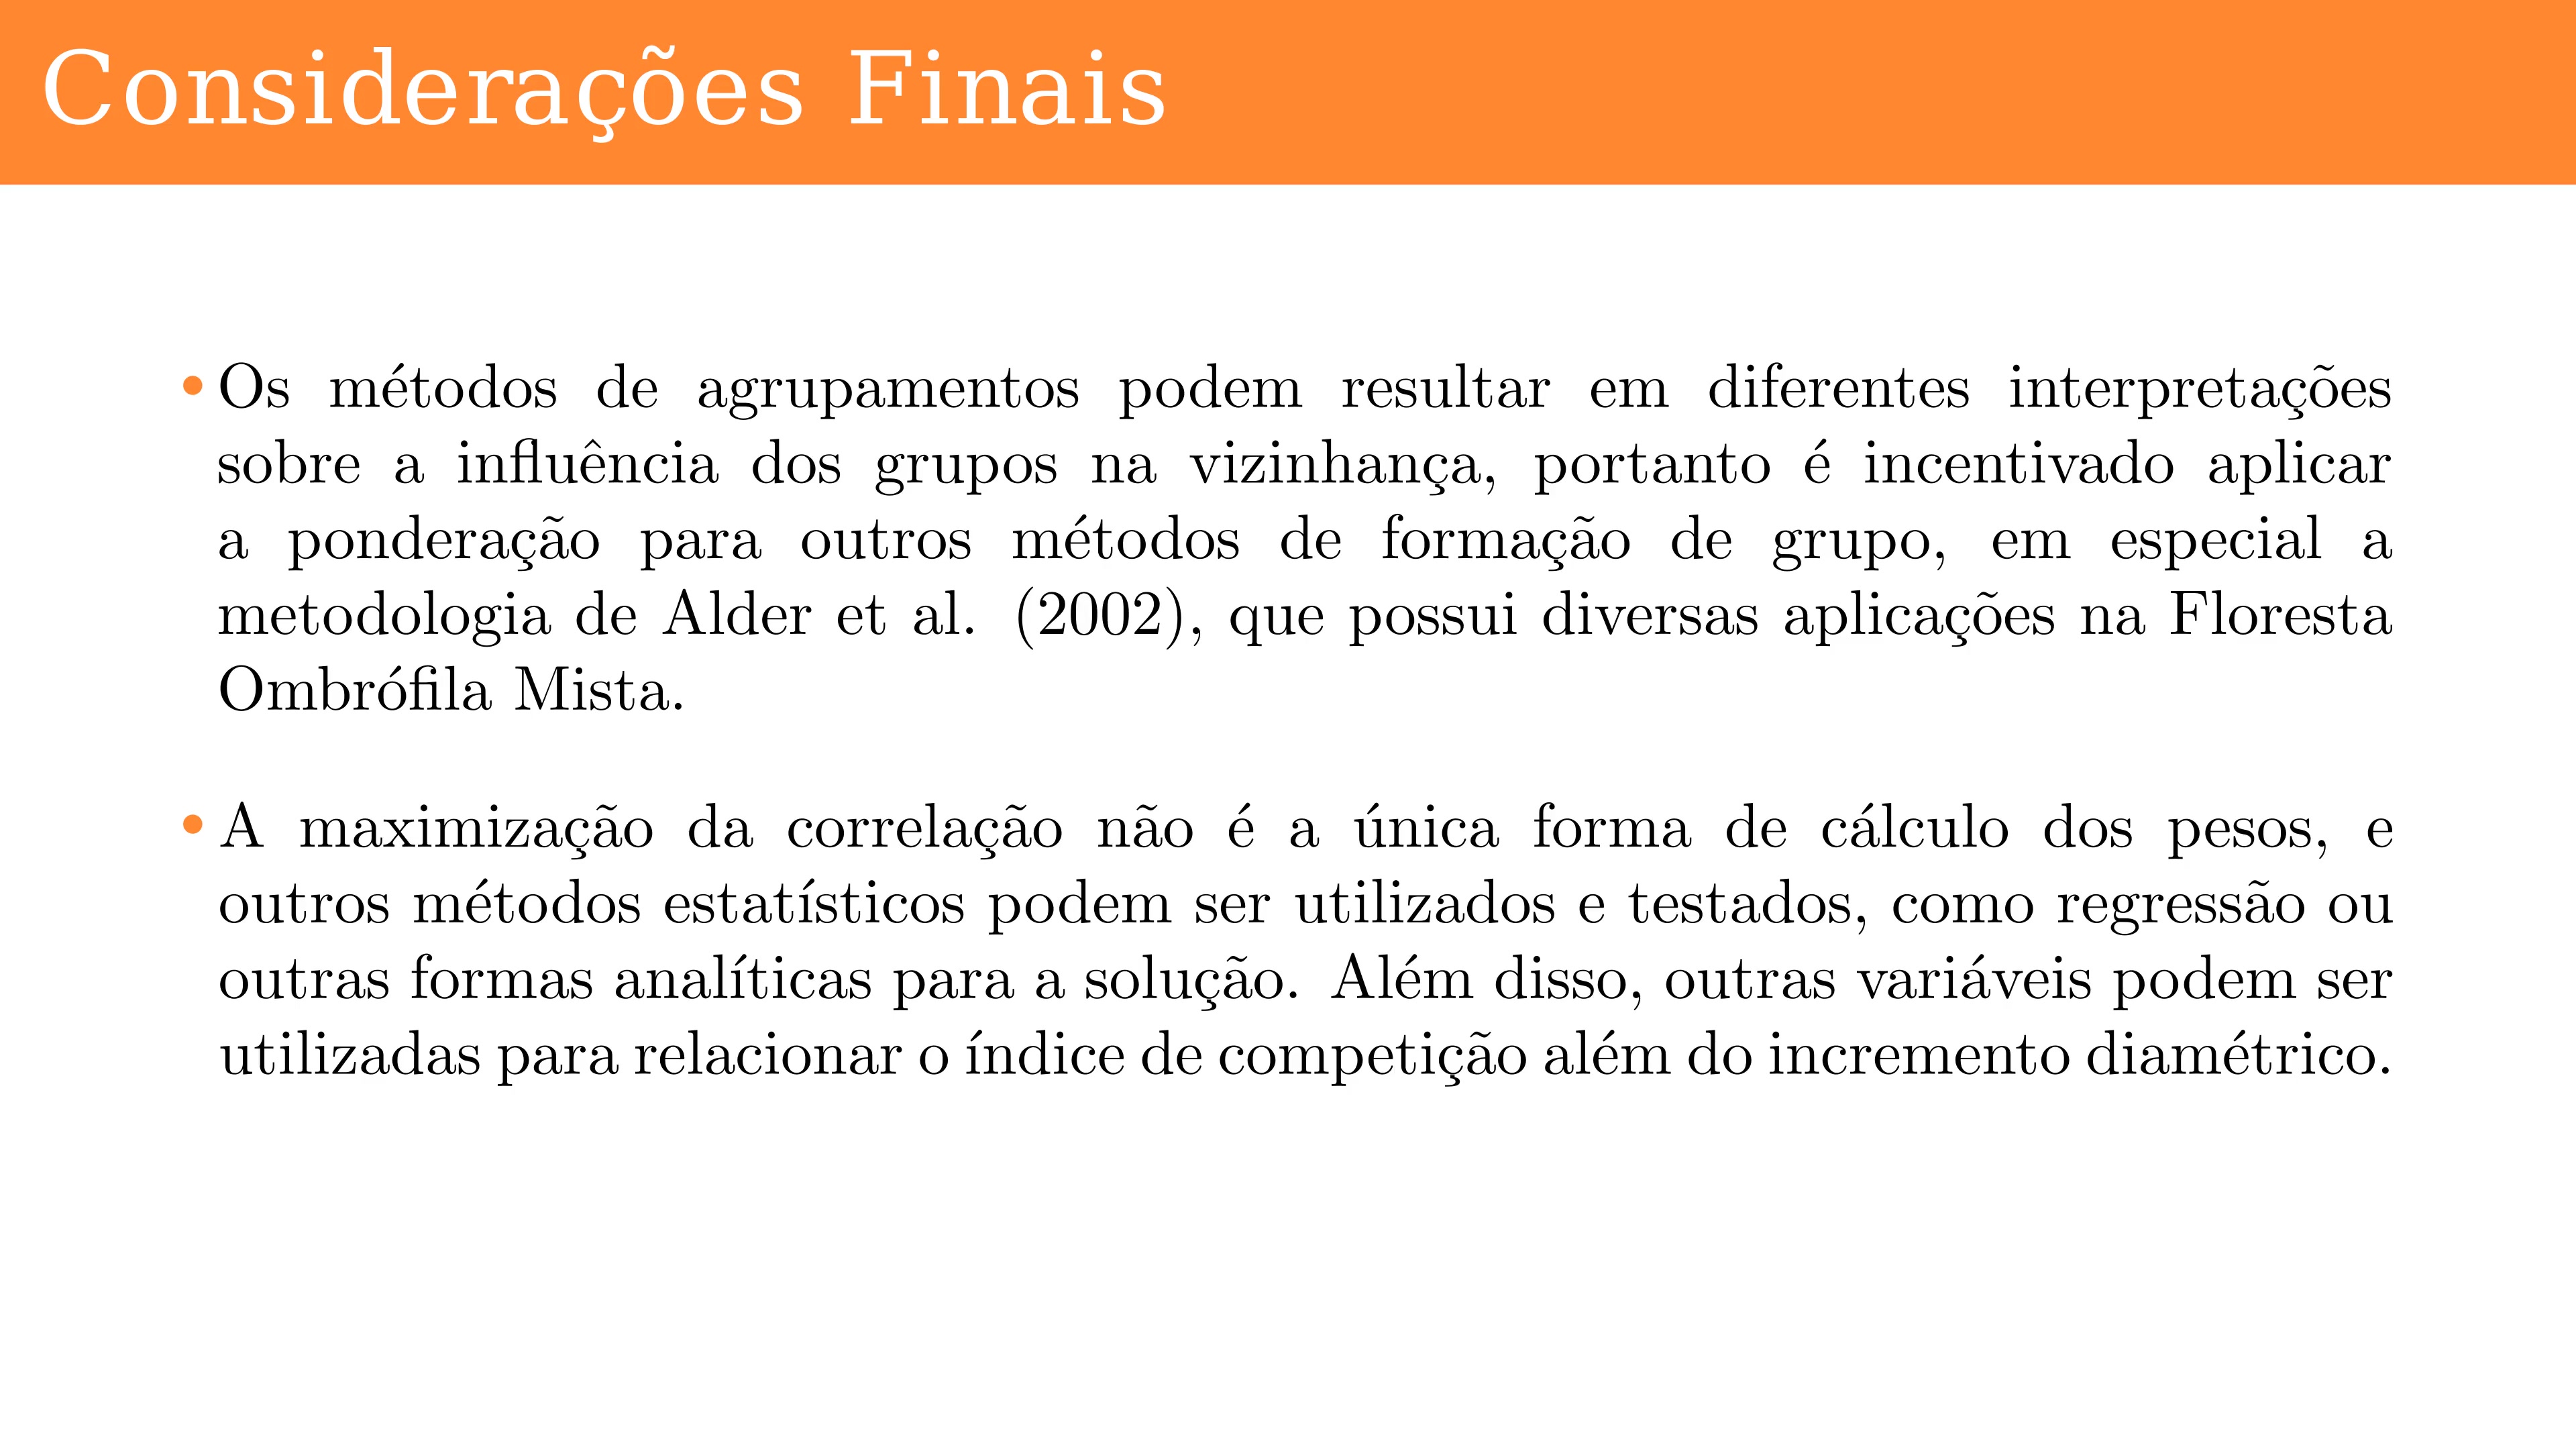 Considerações Finais
• Os métodos de agrupamentos podem resultar em diferentes interpretações
sobre a influência dos grupos na vizinhança, portanto é incentivado aplicar
a ponderação para outros métodos de formação de grupo, em especial a
metodologia de Alder et al. (2002), que possui diversas aplicações na Floresta
Ombrófila Mista.
• A maximização da correlação não é a única forma de cálculo dos pesos, e
outros métodos estatísticos podem ser utilizados e testados, como regressão ou
outras formas analíticas para a solução. Além disso, outras variáveis podem ser
utilizadas para relacionar o índice de competição além do incremento diamétrico.